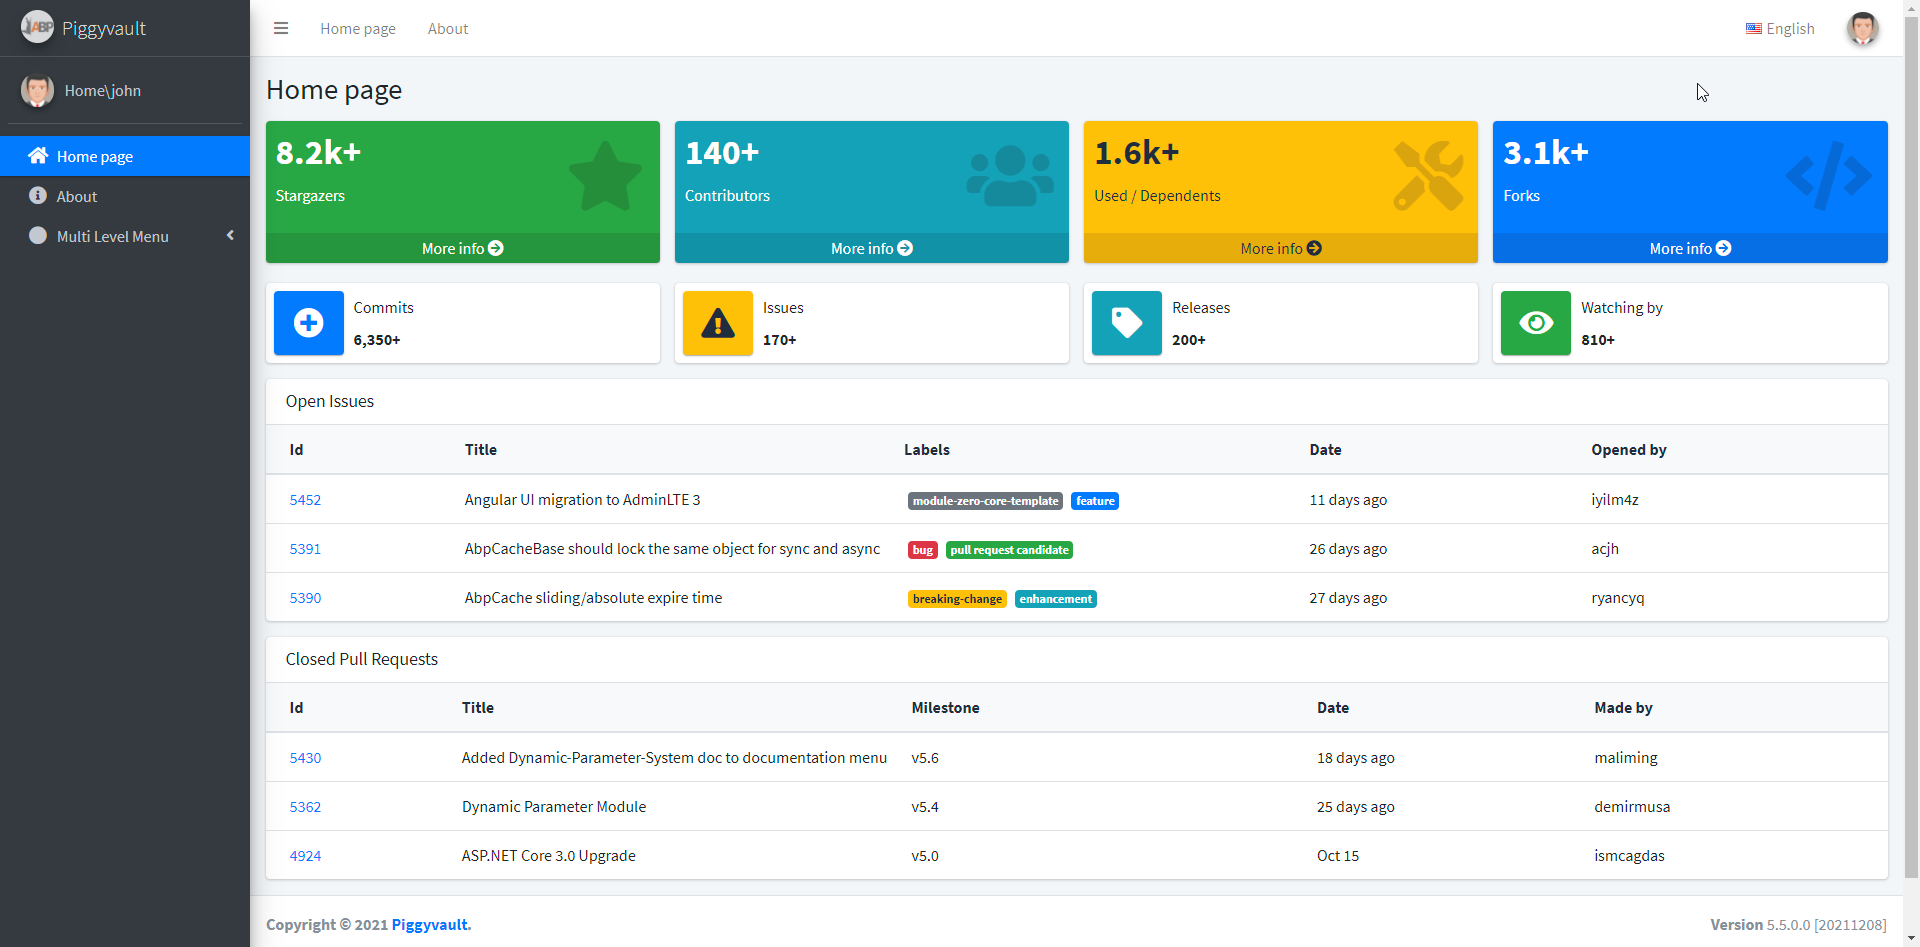 ABP Piggyvault
Home page About
English
Home\john
Home page
About
Multi Level Menu
Home page
8.2k+ 140+ 1.6k+ 3.1k+
Stargazers Contributors Used / Dependents Forks
More info More info More info More info
Commits Issues Releases Watching by
6,350+ 170+ 200+ 810+
Open Issues
Id Title Labels Date Opened by
5452 Angular UI migration to AdminLTE 3 module-zero-core-template feature 11 days ago iyilm4z
5391 AbpCacheBase should lock the same object for sync and async bug pull request candidate 26 days ago acjh
5390 AbpCache sliding/absolute expire time breaking-change enhancement 27 days ago ryancyq
Closed Pull Requests
Id Title Milestone Date Made by
5430 Added Dynamic-Parameter-System doc to documentation menu v5.6 18 days ago maliming
5362 Dynamic Parameter Module v5.4 25 days ago demirmusa
4924 ASP.NET Core 3.0 Upgrade v5.0 Oct 15 ismcagdas
Copyright © 2021 Piggyvault. Version 5.5.0.0 [20211208]